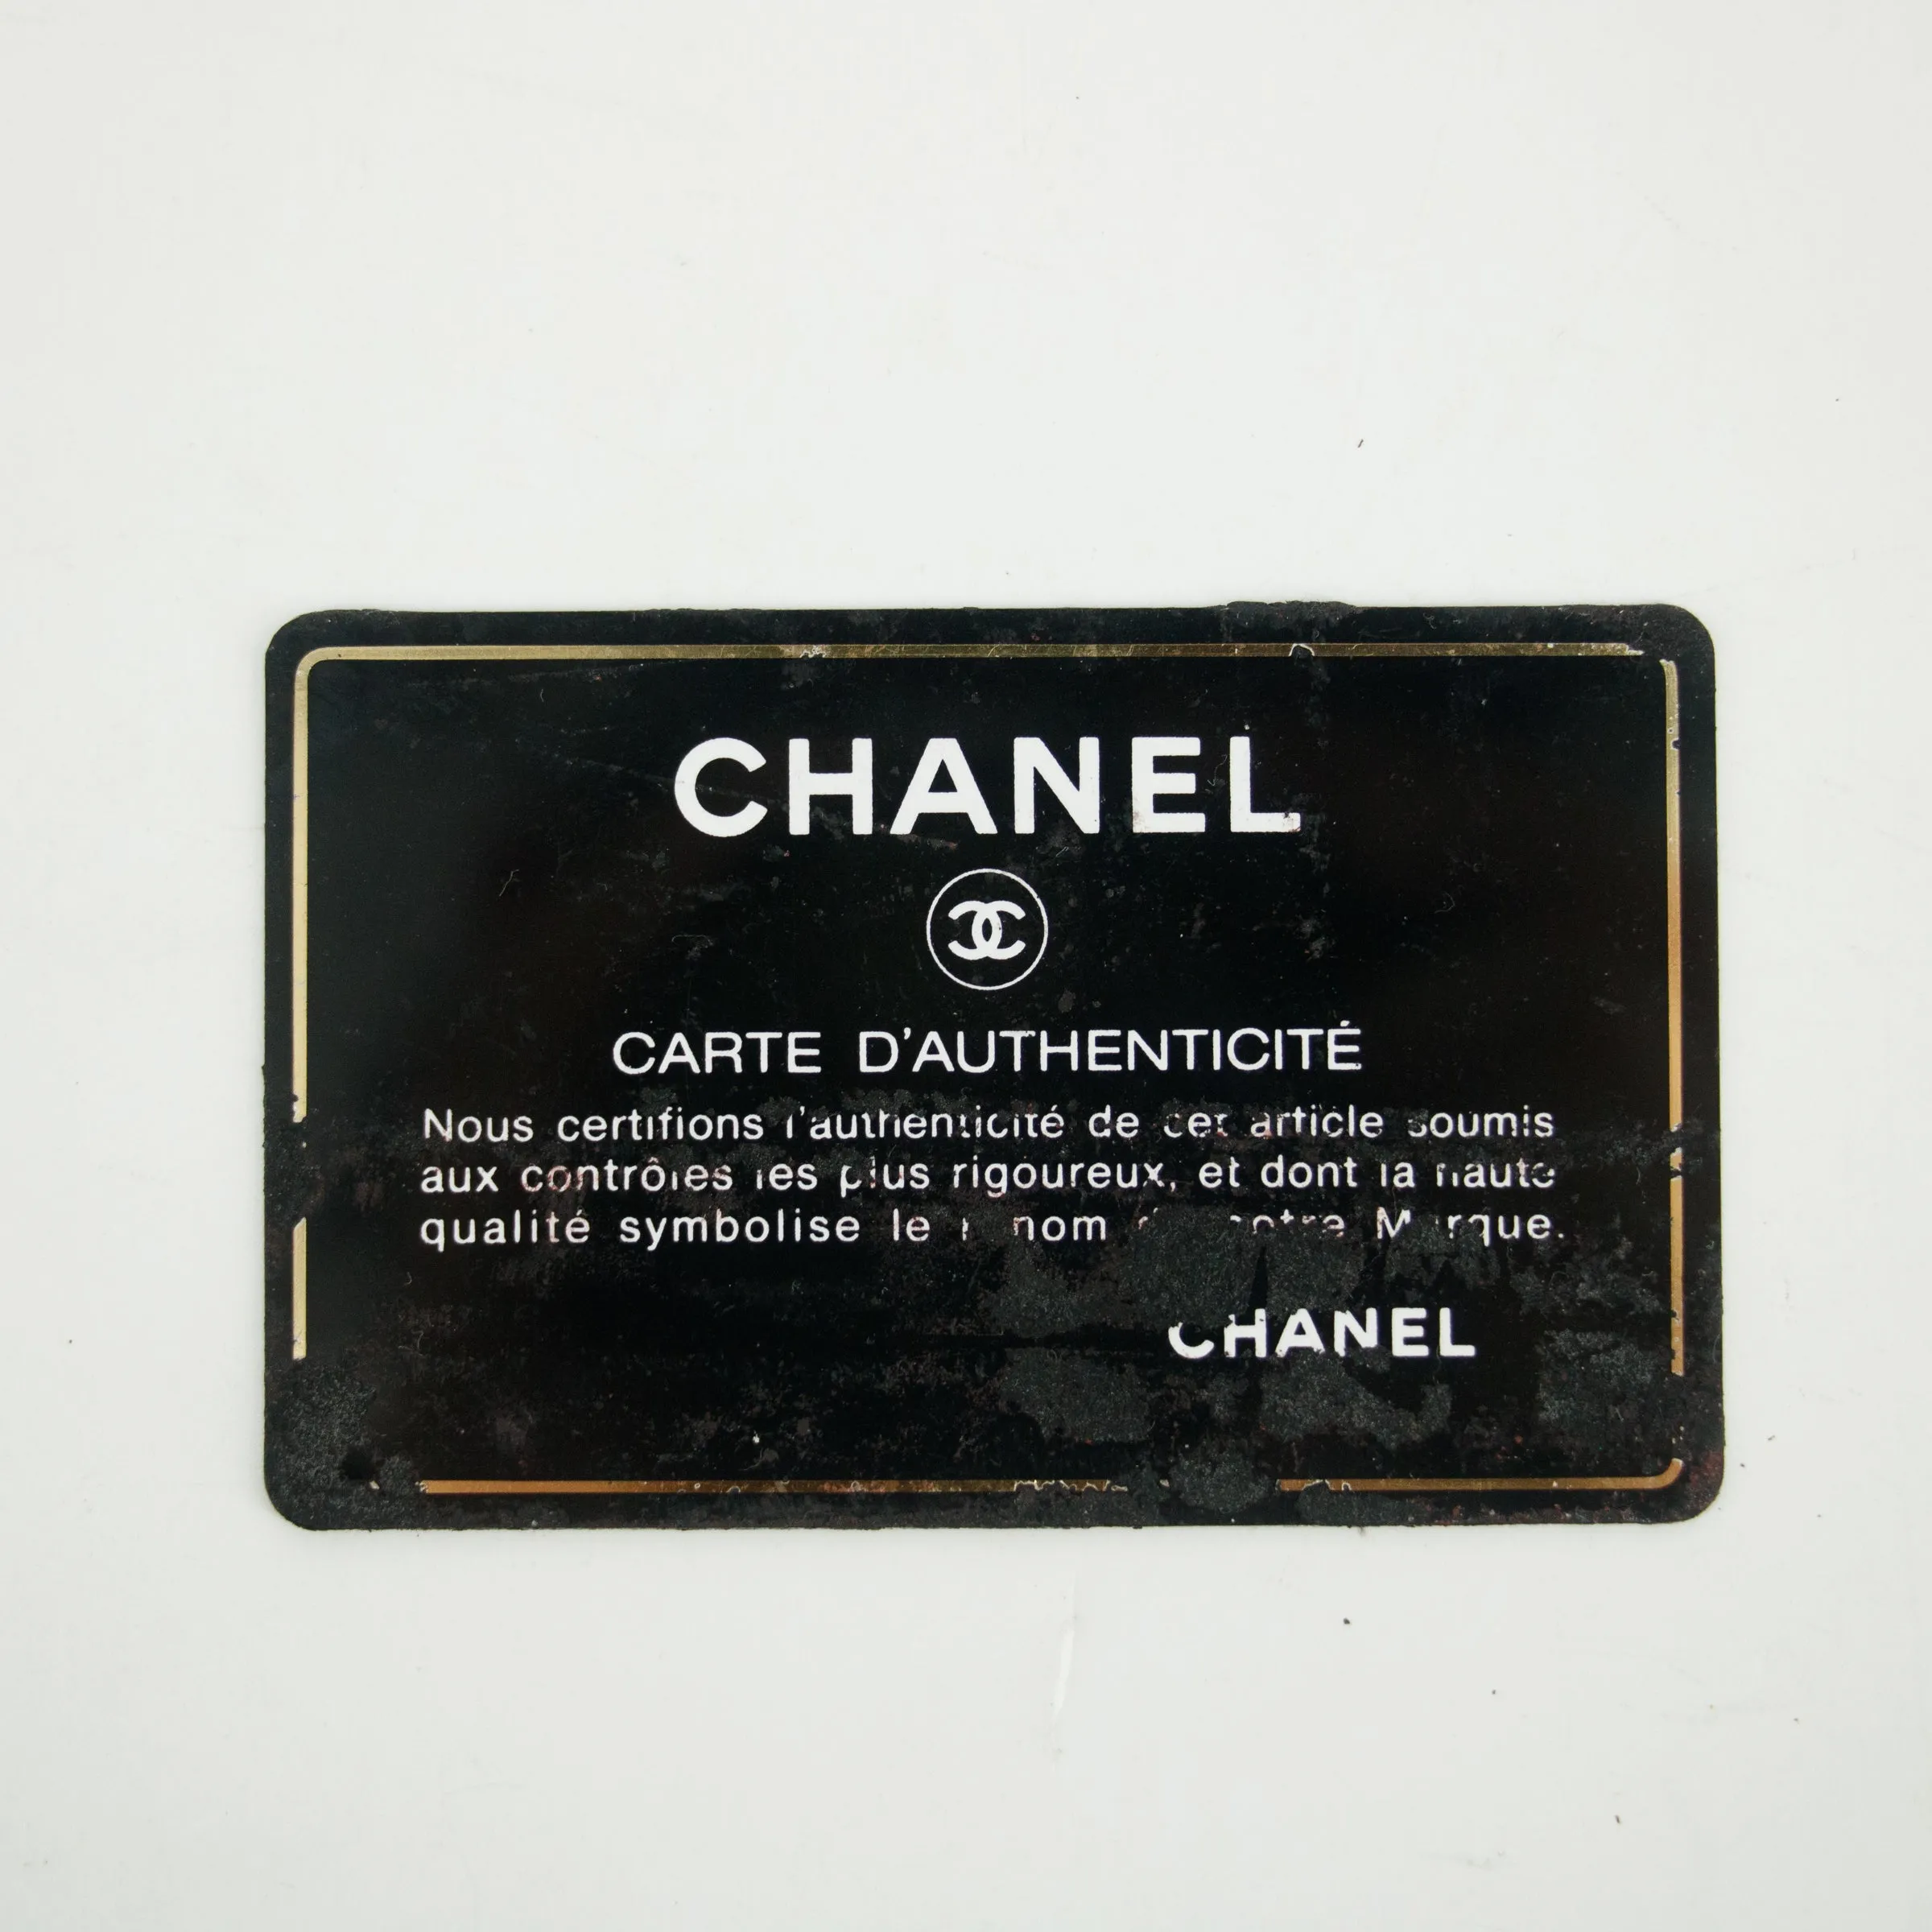 CHANEL
CARTE D'AUTHENTICITÉ
Nous certifions l'authenticité de cet article soumis
aux contrôles les plus rigoureux, et dont la haute
qualité symbolise le nom notre Marque.
CHANEL